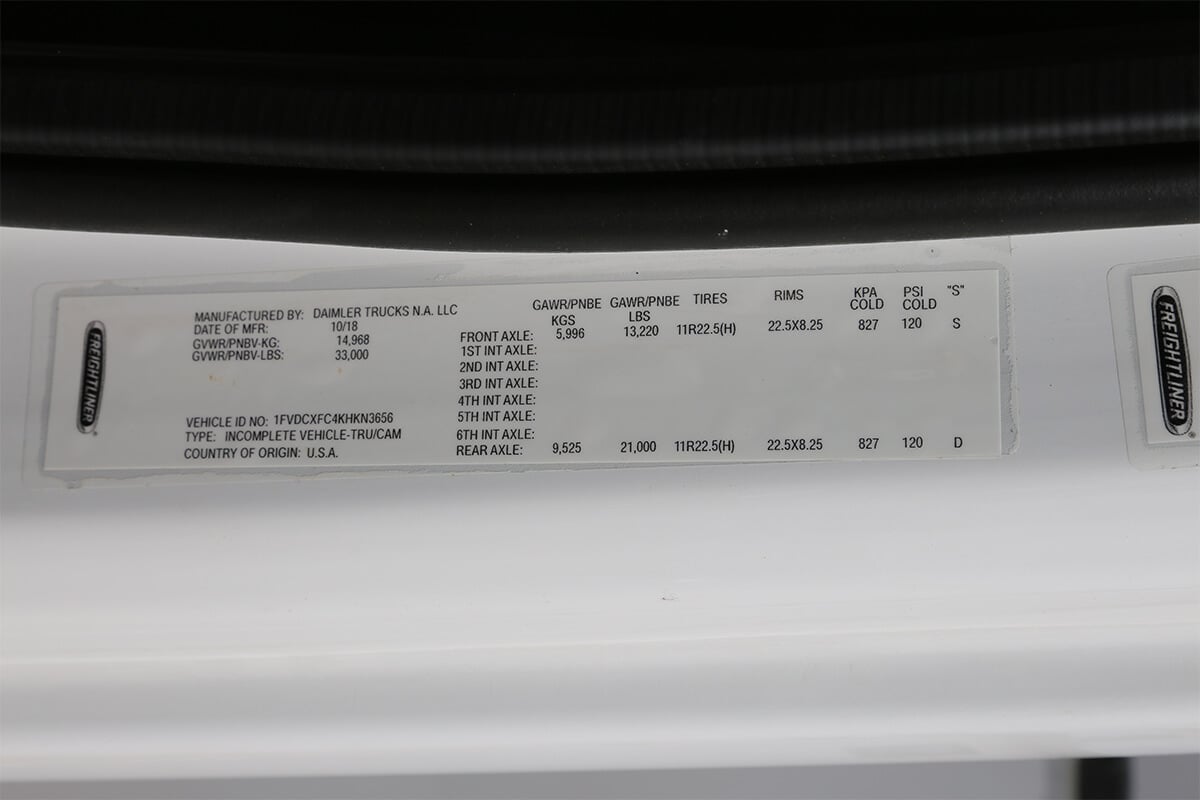 FREIGHTLINER
MANUFACTURED BY: DAIMLER TRUCKS N.A. LLC
DATE OF MFR: 10/18
GVWR/PNBV-KG: 14,968
GVWR/PNBV-LBS: 33,000
VEHICLE ID NO: 1FVDCXFC4KHKN3656
TYPE: INCOMPLETE VEHICLE-TRU/CAM
COUNTRY OF ORIGIN: U.S.A.
GAWR/PNBE KGS GAWR/PNBE LBS TIRES RIMS KPA COLD PSI COLD "S"
FRONT AXLE: 5,996 13,220 11R22.5(H) 22.5X8.25 827 120 S
1ST INT AXLE:
2ND INT AXLE:
3RD INT AXLE:
4TH INT AXLE:
5TH INT AXLE:
6TH INT AXLE:
REAR AXLE: 9,525 21,000 11R22.5(H) 22.5X8.25 827 120 D
FREIGHTLINER